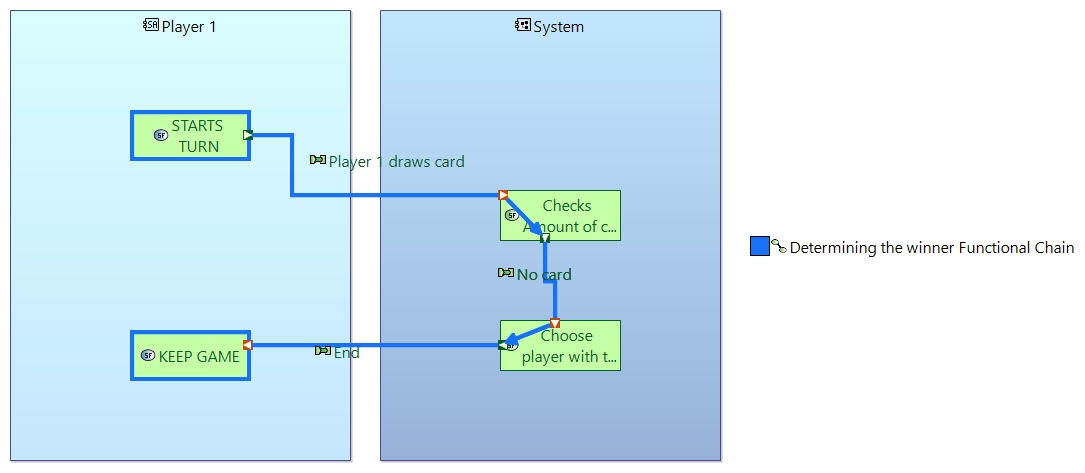 Player 1
System
STARTS
TURN
Player 1 draws card
Checks
Amount of c...
No card
Choose
player with t...
KEEP GAME
End
Determining the winner Functional Chain